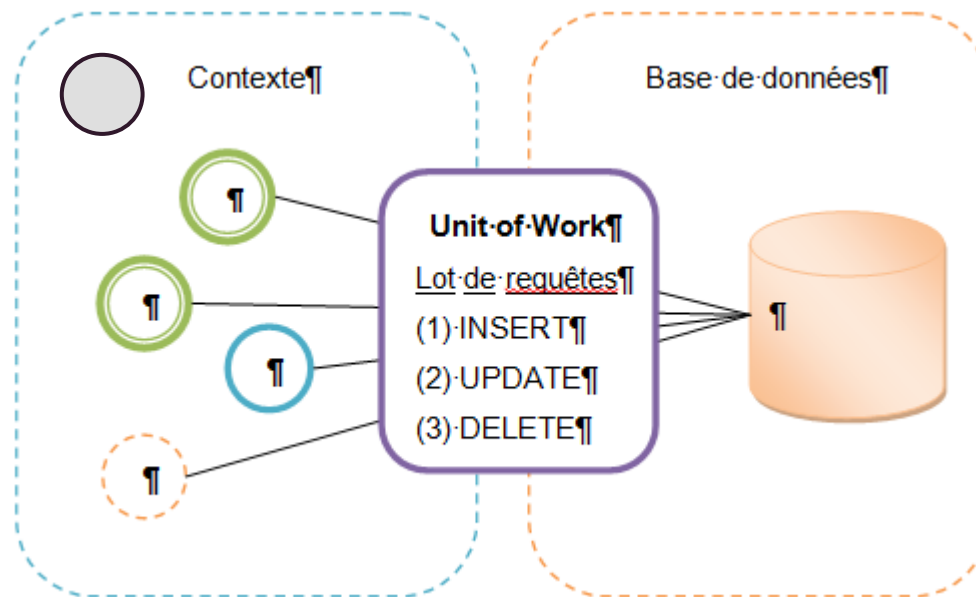 Contexte¶
Base·de·données¶
¶
¶
¶
¶
Unit·of·Work¶
Lot·de·requêtes¶
(1)·INSERT¶
(2)·UPDATE¶
(3)·DELETE¶
¶